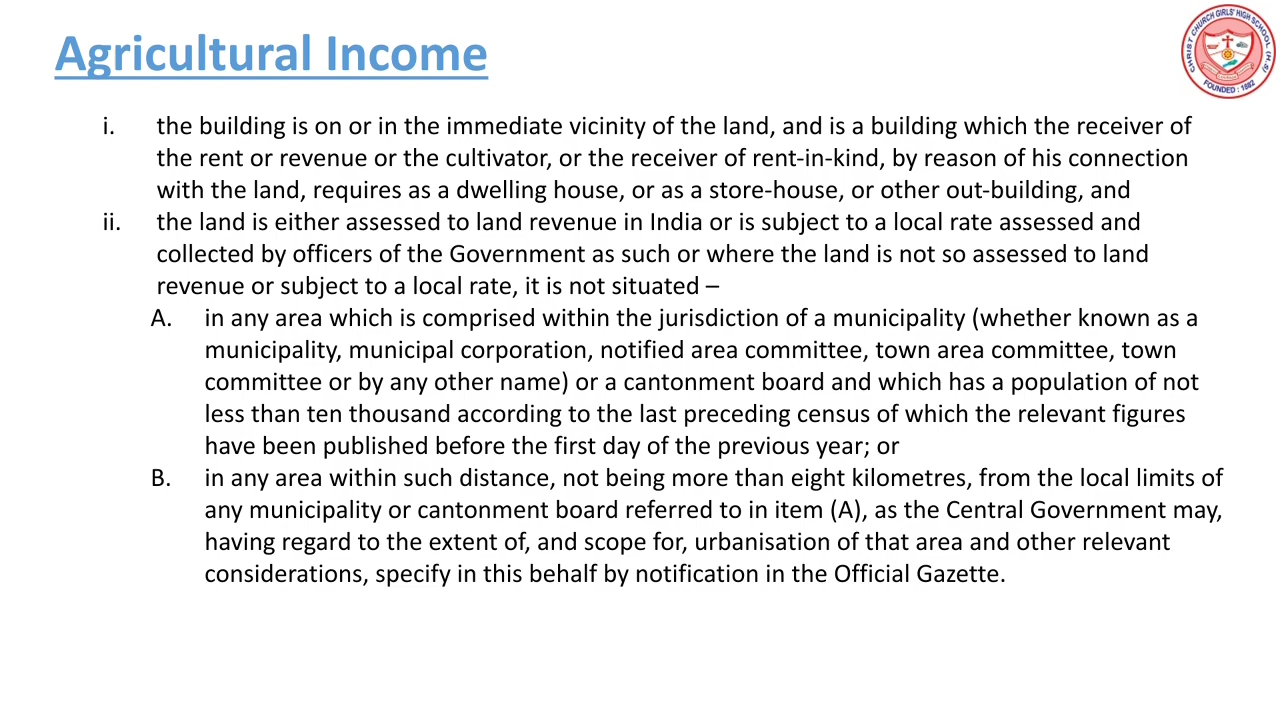 Agricultural Income
CHRIST CHURCH GIRLS' HIGH SCHOOL (H.S)
FOUNDED : 1882
i. the building is on or in the immediate vicinity of the land, and is a building which the receiver of
the rent or revenue or the cultivator, or the receiver of rent-in-kind, by reason of his connection
with the land, requires as a dwelling house, or as a store-house, or other out-building, and
ii. the land is either assessed to land revenue in India or is subject to a local rate assessed and
collected by officers of the Government as such or where the land is not so assessed to land
revenue or subject to a local rate, it is not situated –
A. in any area which is comprised within the jurisdiction of a municipality (whether known as a
municipality, municipal corporation, notified area committee, town area committee, town
committee or by any other name) or a cantonment board and which has a population of not
less than ten thousand according to the last preceding census of which the relevant figures
have been published before the first day of the previous year; or
B. in any area within such distance, not being more than eight kilometres, from the local limits of
any municipality or cantonment board referred to in item (A), as the Central Government may,
having regard to the extent of, and scope for, urbanisation of that area and other relevant
considerations, specify in this behalf by notification in the Official Gazette.